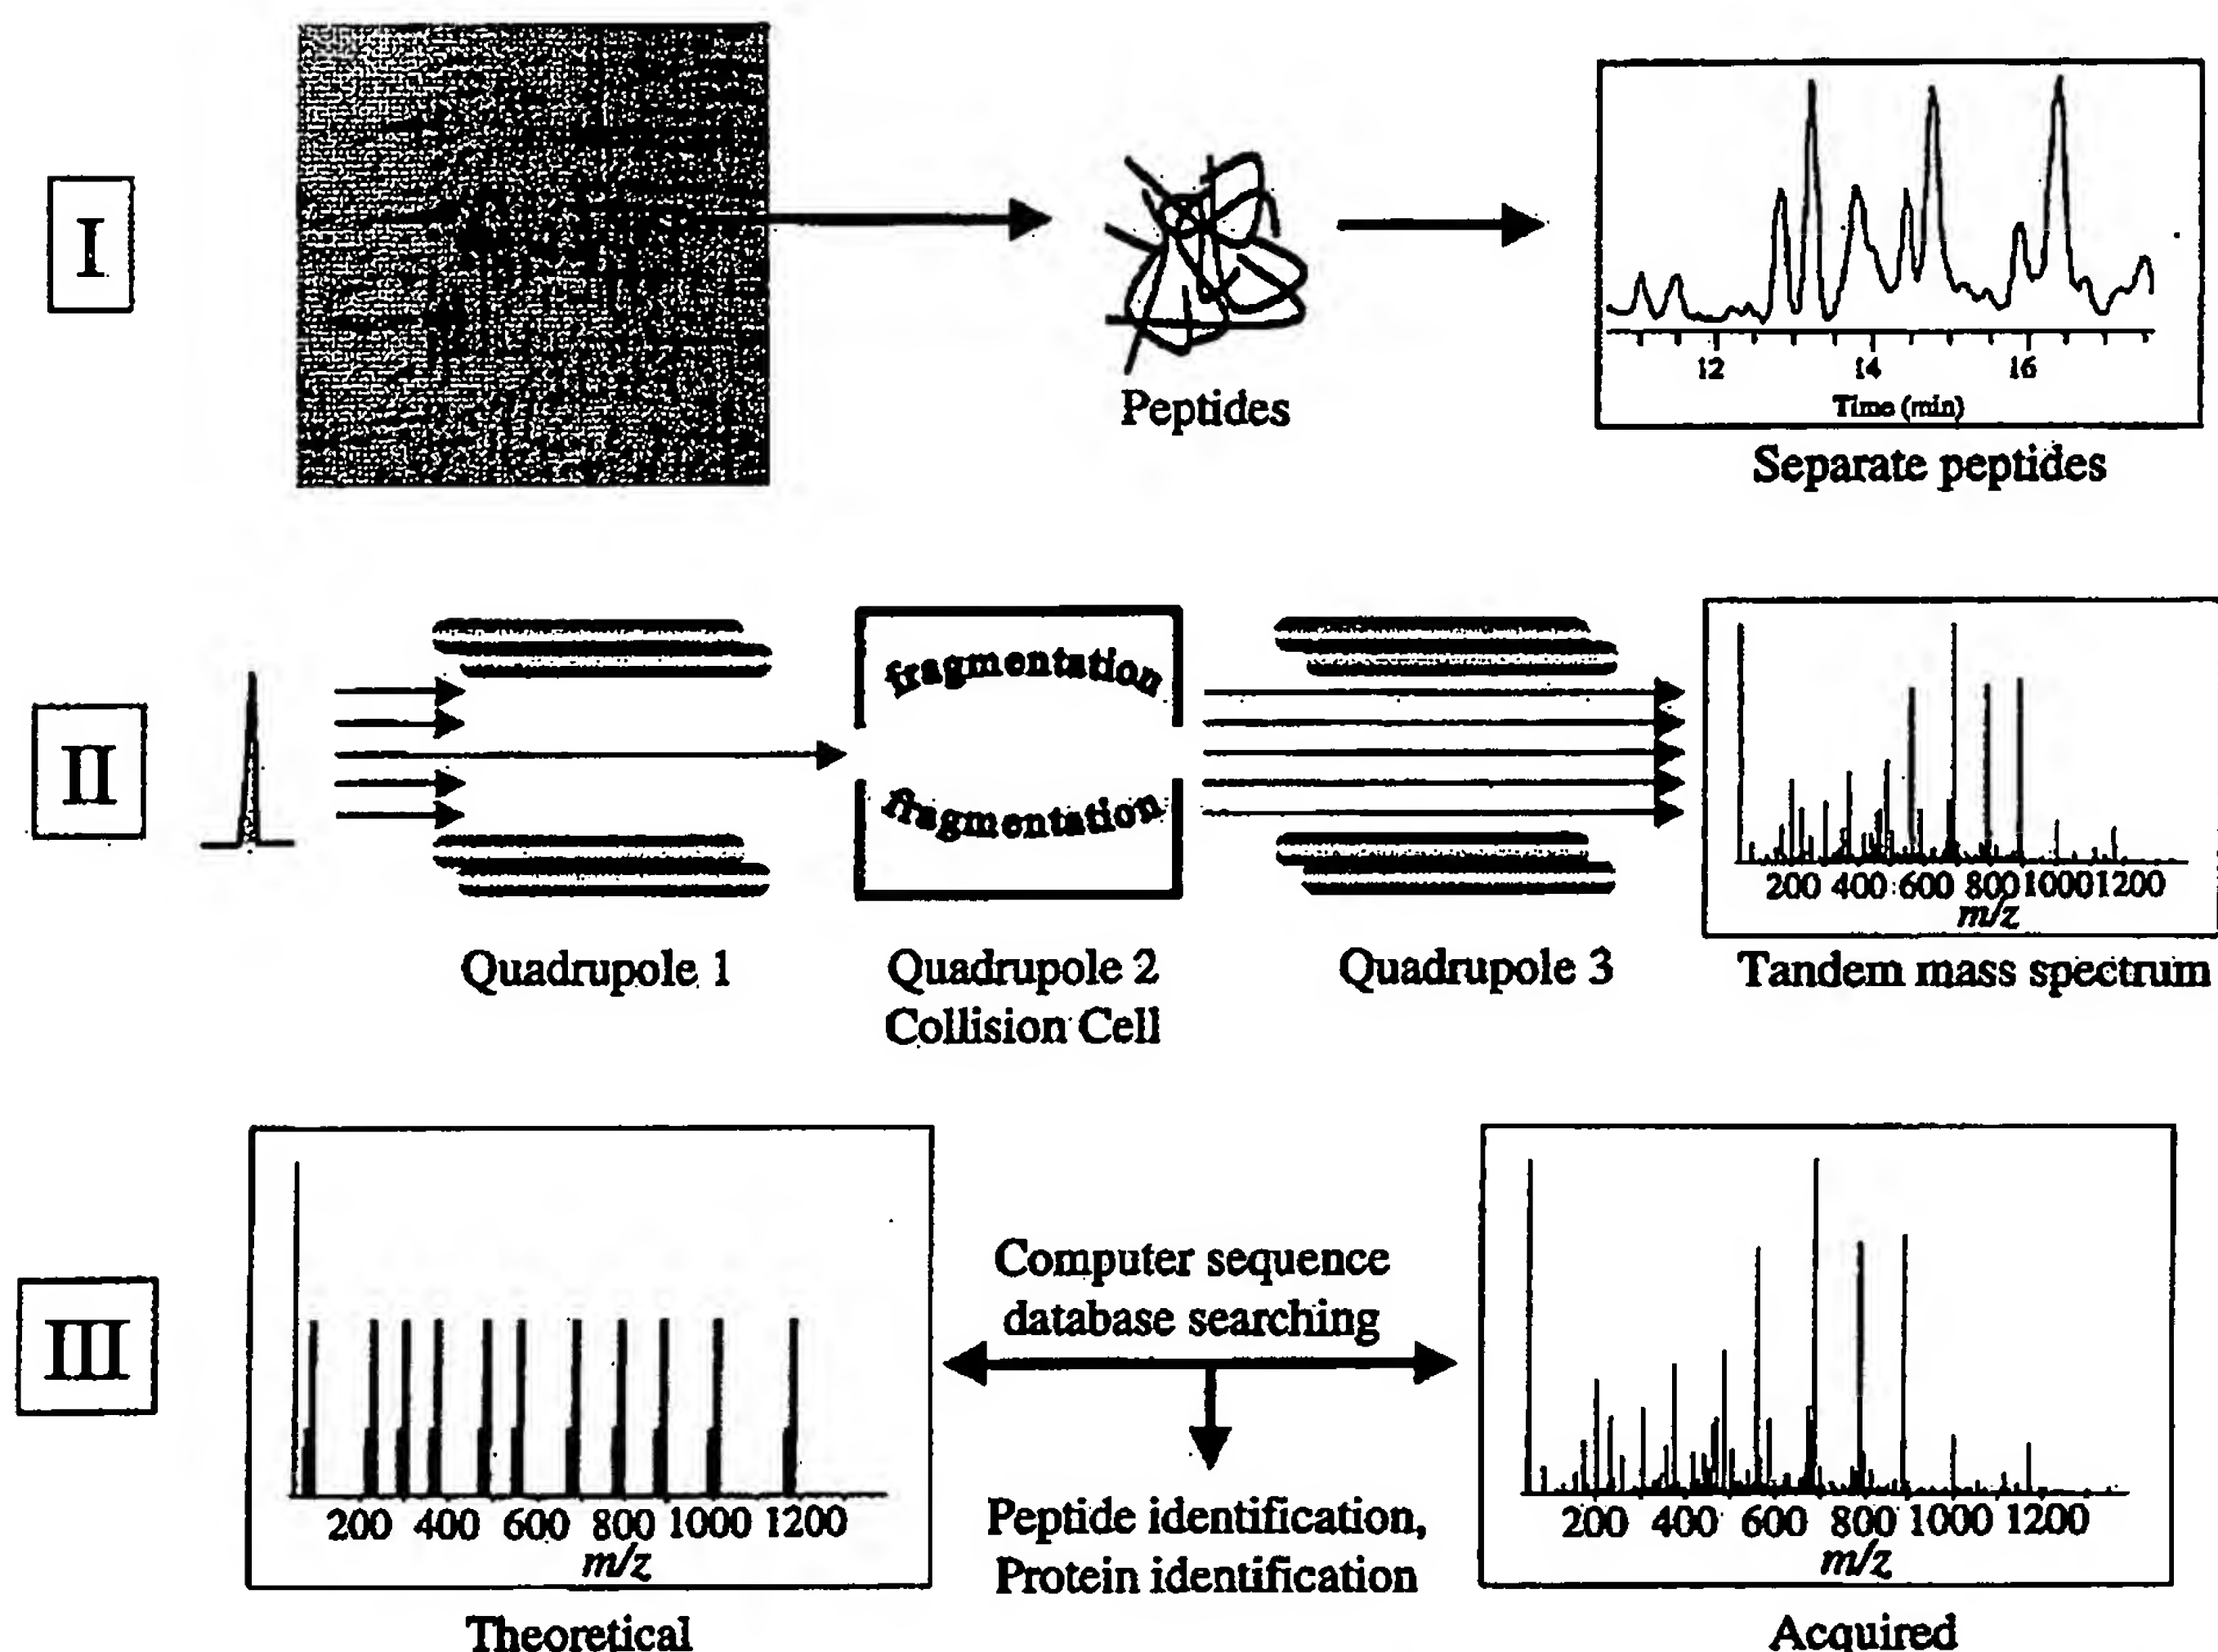 I
12 14 16
Time (min)
Peptides
Separate peptides
II
fragmentation
fragmentation
200 400 600 800 1000 1200
m/z
Quadrupole 1
Quadrupole 2
Collision Cell
Quadrupole 3
Tandem mass spectrum
III
200 400 600 800 1000 1200
m/z
Theoretical
Computer sequence
database searching
Peptide identification,
Protein identification
200 400 600 800 1000 1200
m/z
Acquired